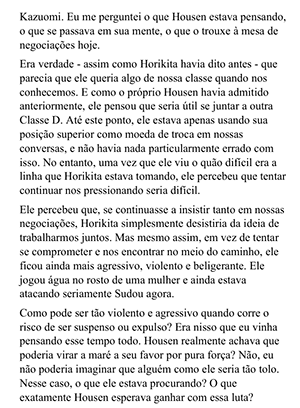 Kazuomi. Eu me perguntei o que Housen estava pensando,
o que se passava em sua mente, o que o trouxe à mesa de
negociações hoje.
Era verdade - assim como Horikita havia dito antes - que
parecia que ele queria algo de nossa classe quando nos
conhecemos. E como o próprio Housen havia admitido
anteriormente, ele pensou que seria útil se juntar a outra
Classe D. Até este ponto, ele estava apenas usando sua
posição superior como moeda de troca em nossas
conversas, e não havia nada particularmente errado com
isso. No entanto, uma vez que ele viu o quão difícil era a
linha que Horikita estava tomando, ele percebeu que tentar
continuar nos pressionando seria difícil.
Ele percebeu que, se continuasse a insistir tanto em nossas
negociações, Horikita simplesmente desistiria da ideia de
trabalharmos juntos. Mas mesmo assim, em vez de tentar
se comprometer e nos encontrar no meio do caminho, ele
ficou ainda mais agressivo, violento e beligerante. Ele
jogou água no rosto de uma mulher e ainda estava
atacando seriamente Sudou agora.
Como pode ser tão violento e agressivo quando corre o
risco de ser suspenso ou expulso? Era nisso que eu vinha
pensando esse tempo todo. Housen realmente achava que
poderia virar a maré a seu favor por pura força? Não, eu
não poderia imaginar que alguém como ele seria tão tolo.
Nesse caso, o que ele estava procurando? O que
exatamente Housen esperava ganhar com essa luta?